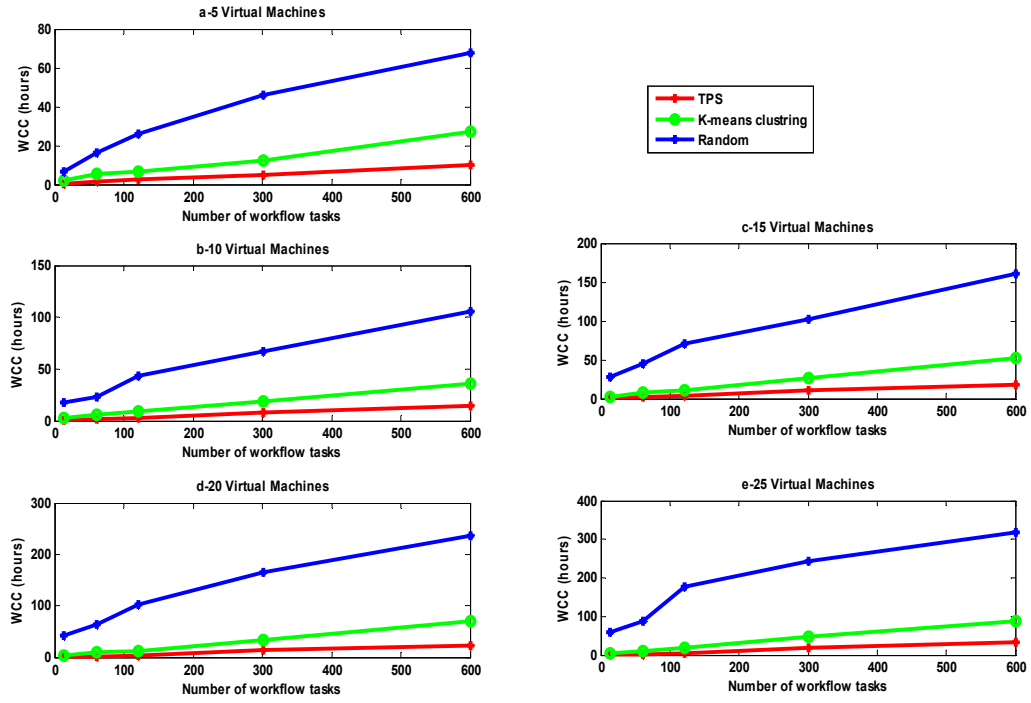 a-5 Virtual Machines
80
60
40
20
0
WCC (hours)
0 100 200 300 400 500 600
Number of workflow tasks
TPS
K-means clustring
Random
b-10 Virtual Machines
150
100
50
0
WCC (hours)
0 100 200 300 400 500 600
Number of workflow tasks
c-15 Virtual Machines
200
150
100
50
0
WCC (hours)
0 100 200 300 400 500 600
Number of workflow tasks
d-20 Virtual Machines
300
200
100
0
WCC (hours)
0 100 200 300 400 500 600
Number of workflow tasks
e-25 Virtual Machines
400
300
200
100
0
WCC (hours)
0 100 200 300 400 500 600
Number of workflow tasks